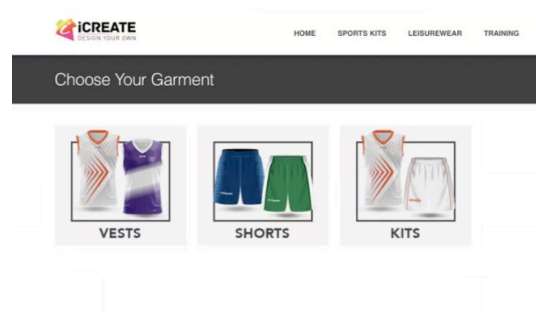 iCREATE
DESIGN YOUR OWN
HOME SPORTS KITS LEISUREWEAR TRAINING
Choose Your Garment
VESTS SHORTS KITS